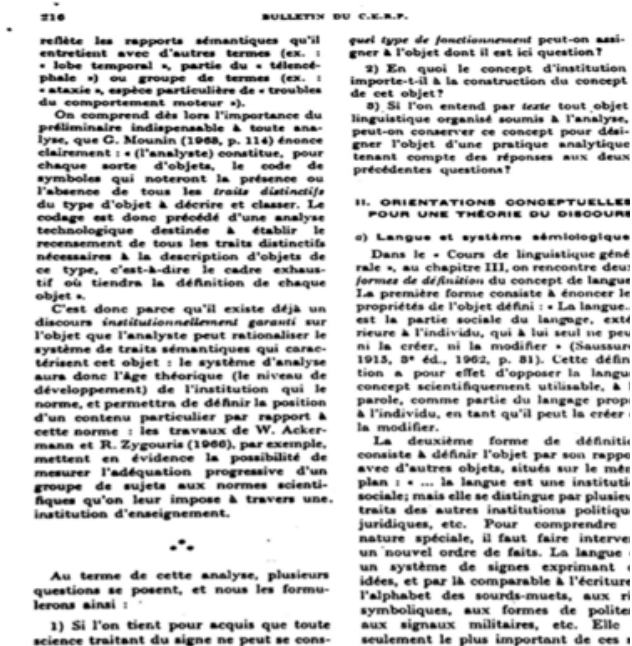 216
BULLETIN DU C.E.R.P.
reflète les rapports sémantiques qu'il
entretient avec d'autres termes (ex. :
« lobe temporal », partie du « télencé-
phale ») ou groupe de termes (ex. :
« ataxie », espèce particulière de « troubles
du comportement moteur »).
On comprend dès lors l'importance du
préliminaire indispensable à toute ana-
lyse, que G. Mounin (1968, p. 114) énonce
clairement : « (l'analyste) constitue, pour
chaque sorte d'objets, le code de
symboles qui noteront la présence ou
l'absence de tous les traits distinctifs
du type d'objet à décrire et classer. Le
codage est donc précédé d'une analyse
technologique destinée à établir le
recensement de tous les traits distinctifs
nécessaires à la description d'objets de
ce type, c'est-à-dire le cadre exhaus-
tif où tiendra la définition de chaque
objet ».
C'est donc parce qu'il existe déjà un
discours institutionnellement garanti sur
l'objet que l'analyste peut rationaliser le
système de traits sémantiques qui carac-
térisent cet objet : le système d'analyse
aura donc l'âge théorique (le niveau de
développement) de l'institution qui le
norme, et permettra de définir la position
d'un contenu particulier par rapport à
cette norme : les travaux de W. Acker-
mann et R. Zygouris (1966), par exemple,
mettent en évidence la possibilité de
mesurer l'adéquation progressive d'un
groupe de sujets aux normes scienti-
fiques qu'on leur impose à travers une
institution d'enseignement.
Au terme de cette analyse, plusieurs
questions se posent, et nous les formu-
lerons ainsi :
1) Si l'on tient pour acquis que toute
science traitant du signe ne peut se cons-
quel type de fonctionnement peut-on assi-
gner à l'objet dont il est ici question ?
2) En quoi le concept d'institution
importe-t-il à la construction du concept
de cet objet ?
3) Si l'on entend par texte tout objet
linguistique organisé soumis à l'analyse,
peut-on conserver ce concept pour dési-
gner l'objet d'une pratique analytique
tenant compte des réponses aux deux
précédentes questions ?
II. ORIENTATIONS CONCEPTUELLES
POUR UNE THÉORIE DU DISCOURS
a) Langue et système sémiologique
Dans le « Cours de linguistique géné
rale », au chapitre III, on rencontre deux
formes de définition du concept de langue
La première forme consiste à énoncer les
propriétés de l'objet défini : « La langue.
est la partie sociale du langage, exté
rieure à l'individu, qui à lui seul ne peu
ni la créer, ni la modifier » (Saussure
1915, 3e éd., 1962, p. 31). Cette défini
tion a pour effet d'opposer la langue
concept scientifiquement utilisable, à l
parole, comme partie du langage propr
à l'individu, en tant qu'il peut la créer
la modifier.
La deuxième forme de définitio
consiste à définir l'objet par son rappo
avec d'autres objets, situés sur le mêm
plan : « ... la langue est une institutio
sociale; mais elle se distingue par plusieu
traits des autres institutions politique
juridiques, etc. Pour comprendre
nature spéciale, il faut faire interven
un nouvel ordre de faits. La langue
un système de signes exprimant
idées, et par là comparable à l'écriture
l'alphabet des sourds-muets, aux ri
symboliques, aux formes de polites
aux signaux militaires, etc. Elle
seulement le plus important de ces s